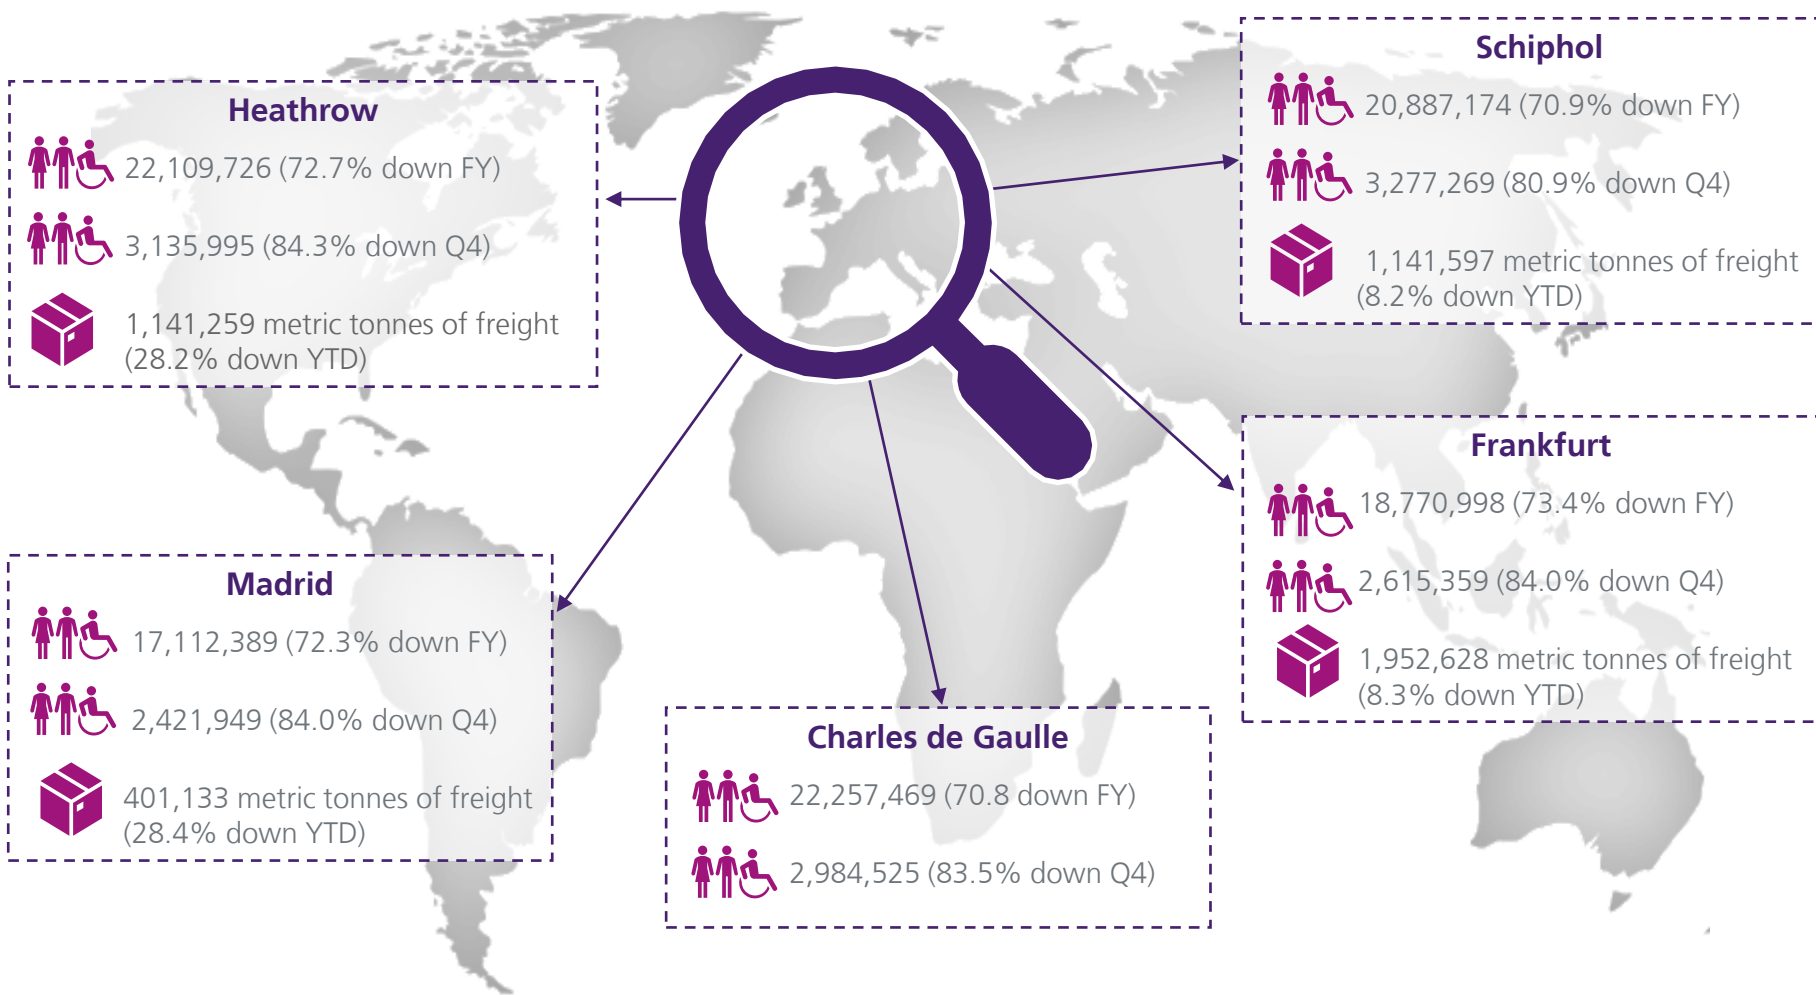 Heathrow
22,109,726 (72.7% down FY)
3,135,995 (84.3% down Q4)
1,141,259 metric tonnes of freight
(28.2% down YTD)
Schiphol
20,887,174 (70.9% down FY)
3,277,269 (80.9% down Q4)
1,141,597 metric tonnes of freight
(8.2% down YTD)
Frankfurt
18,770,998 (73.4% down FY)
2,615,359 (84.0% down Q4)
1,952,628 metric tonnes of freight
(8.3% down YTD)
Madrid
17,112,389 (72.3% down FY)
2,421,949 (84.0% down Q4)
401,133 metric tonnes of freight
(28.4% down YTD)
Charles de Gaulle
22,257,469 (70.8 down FY)
2,984,525 (83.5% down Q4)